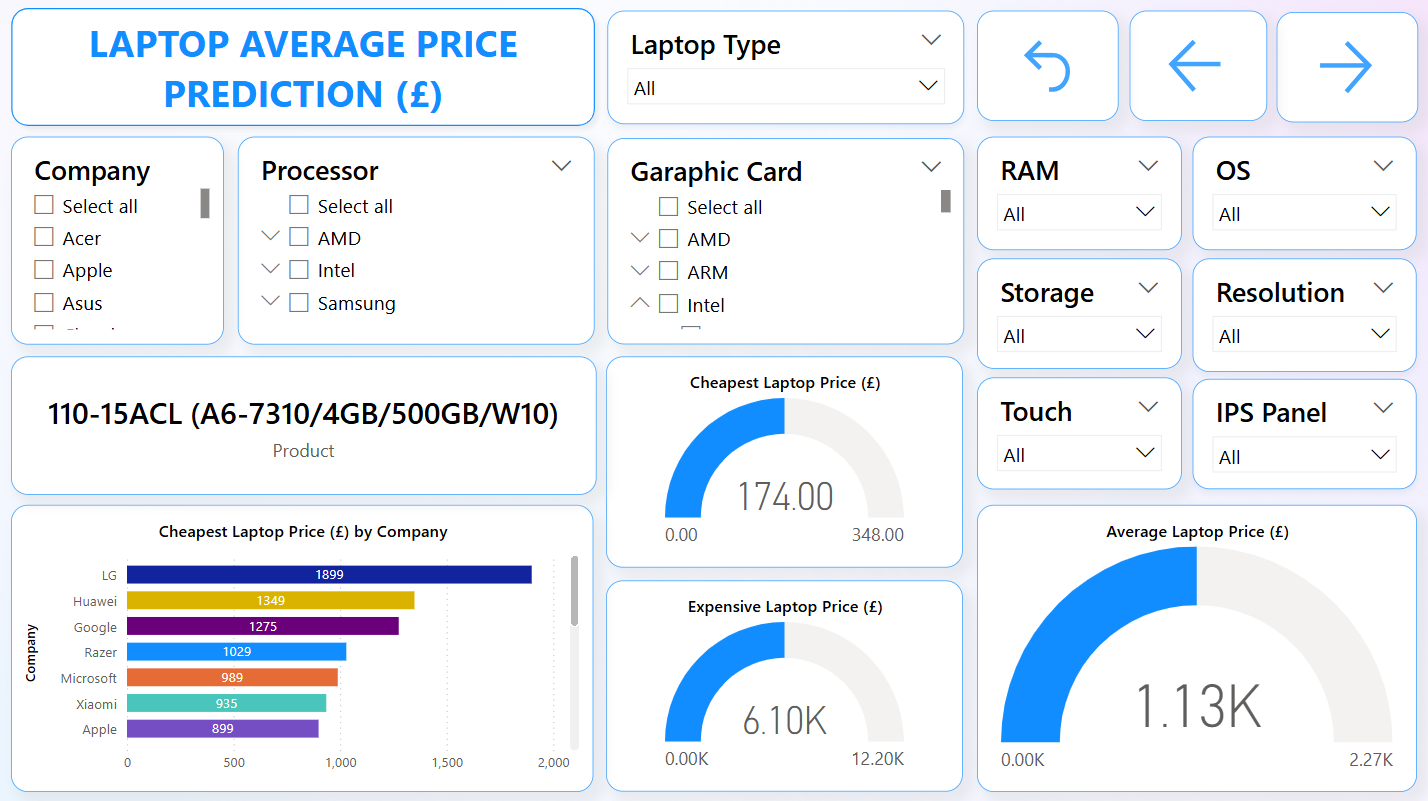 LAPTOP AVERAGE PRICE
PREDICTION (£)
Laptop Type
All
Company
Select all
Acer
Apple
Asus
Processor
Select all
AMD
Intel
Samsung
Garaphic Card
Select all
AMD
ARM
Intel
RAM
All
OS
All
Storage
All
Resolution
All
Touch
All
IPS Panel
All
110-15ACL (A6-7310/4GB/500GB/W10)
Product
Cheapest Laptop Price (£)
174.00
0.00
348.00
Cheapest Laptop Price (£) by Company
Company
LG
1899
Huawei
1349
Google
1275
Razer
1029
Microsoft
989
Xiaomi
935
Apple
899
0
500
1,000
1,500
2,000
Expensive Laptop Price (£)
6.10K
0.00K
12.20K
Average Laptop Price (£)
1.13K
0.00K
2.27K